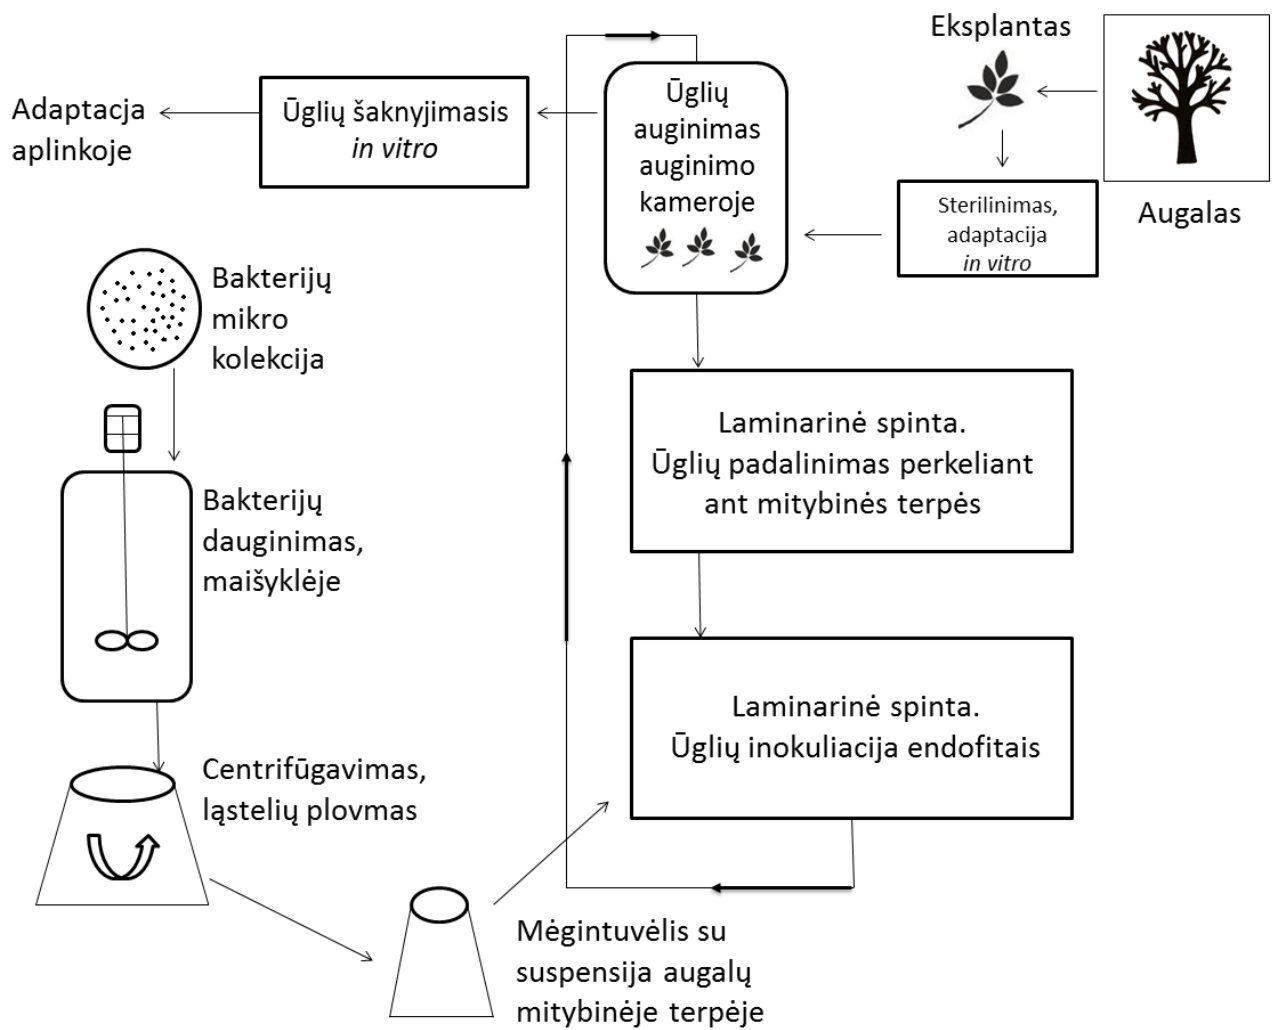 Eksplantas
Augalas
Sterilinimas,
adaptacija
in vitro
Ūglių
auginimas
auginimo
kameroje
Ūglių šaknyjimasis
in vitro
Adaptacja
aplinkoje
Laminarinė spinta.
Ūglių padalinimas perkeliant
ant mitybinės terpės
Laminarinė spinta.
Ūglių inokuliacija endofitais
Bakterijų
mikro
kolekcija
Bakterijų
dauginimas,
maišyklėje
Centrifūgavimas,
ląstelių plovmas
Mėgintuvėlis su
suspensija augalų
mitybinėje terpėje